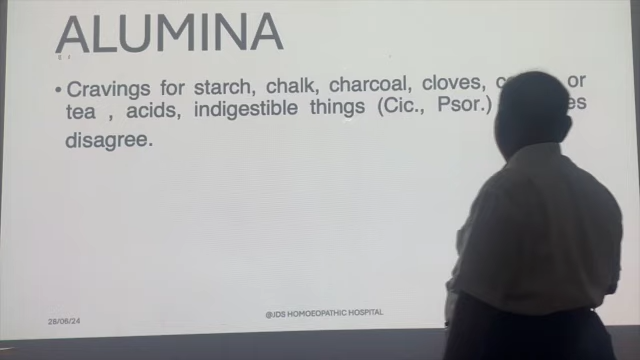 ALUMINA
• Cravings for starch, chalk, charcoal, cloves, or
tea , acids, indigestible things (Cic., Psor.)
disagree.
28/06/24
@JDS HOMOEOPATHIC HOSPITAL